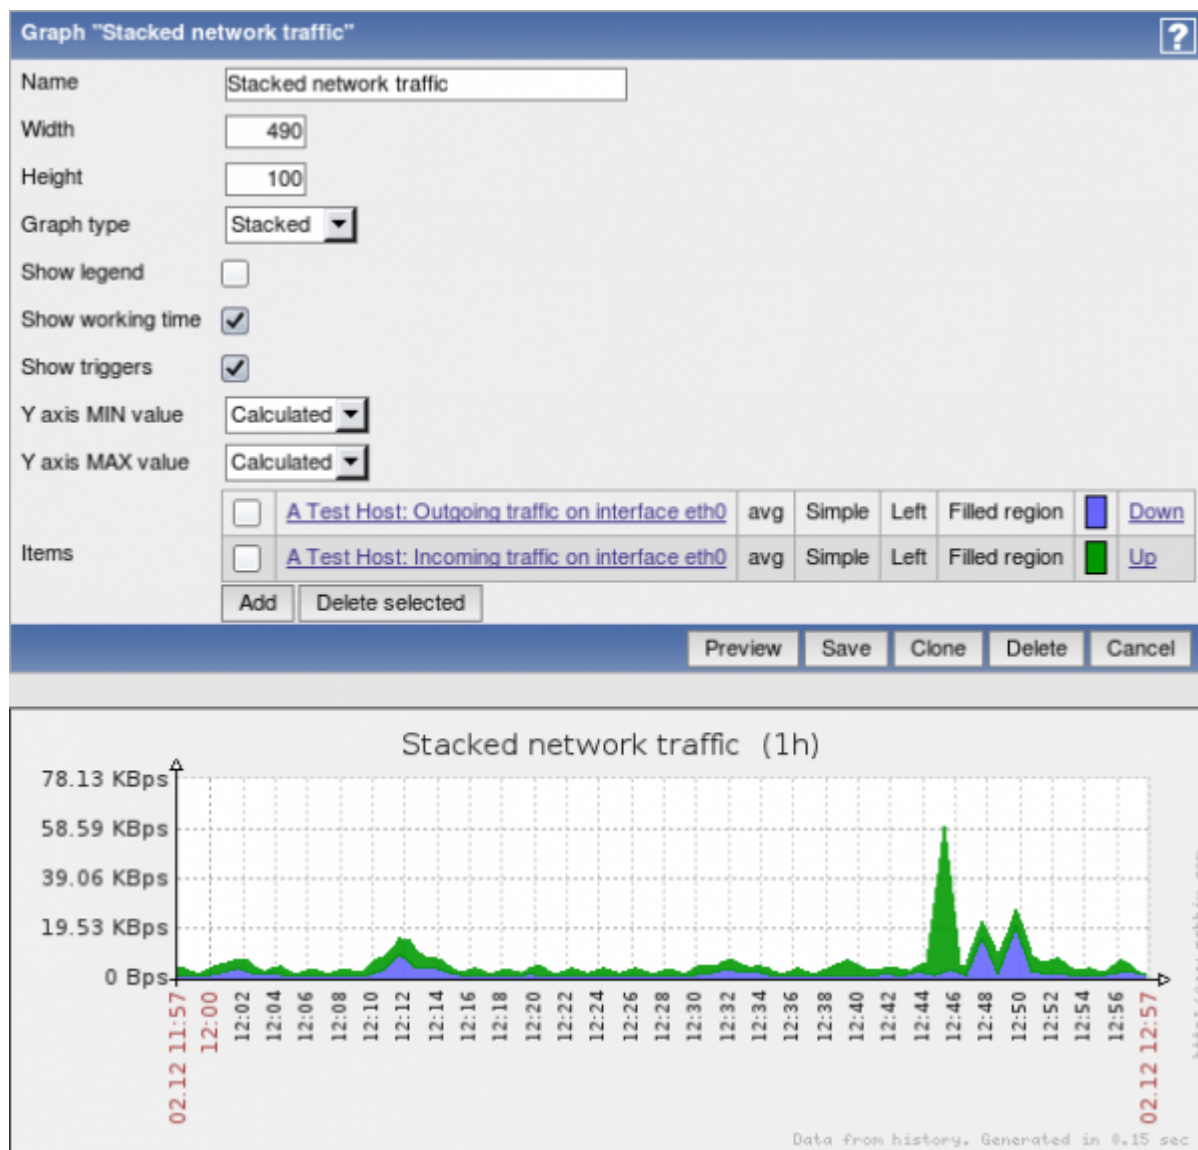 Graph "Stacked network traffic"
?
Name Stacked network traffic
Width 490
Height 100
Graph type Stacked
Show legend
Show working time
Show triggers
Y axis MIN value Calculated
Y axis MAX value Calculated
Items
A Test Host: Outgoing traffic on interface eth0 avg Simple Left Filled region Down
A Test Host: Incoming traffic on interface eth0 avg Simple Left Filled region Up
Add Delete selected
Preview Save Clone Delete Cancel
Stacked network traffic (1h)
78.13 KBps
58.59 KBps
39.06 KBps
19.53 KBps
0 Bps
02.12 11:57 12:00 12:02 12:04 12:06 12:08 12:10 12:12 12:14 12:16 12:18 12:20 12:22 12:24 12:26 12:28 12:30 12:32 12:34 12:36 12:38 12:40 12:42 12:44 12:46 12:48 12:50 12:52 12:54 12:56 02.12 12:57
Data from history. Generated in 0.15 sec